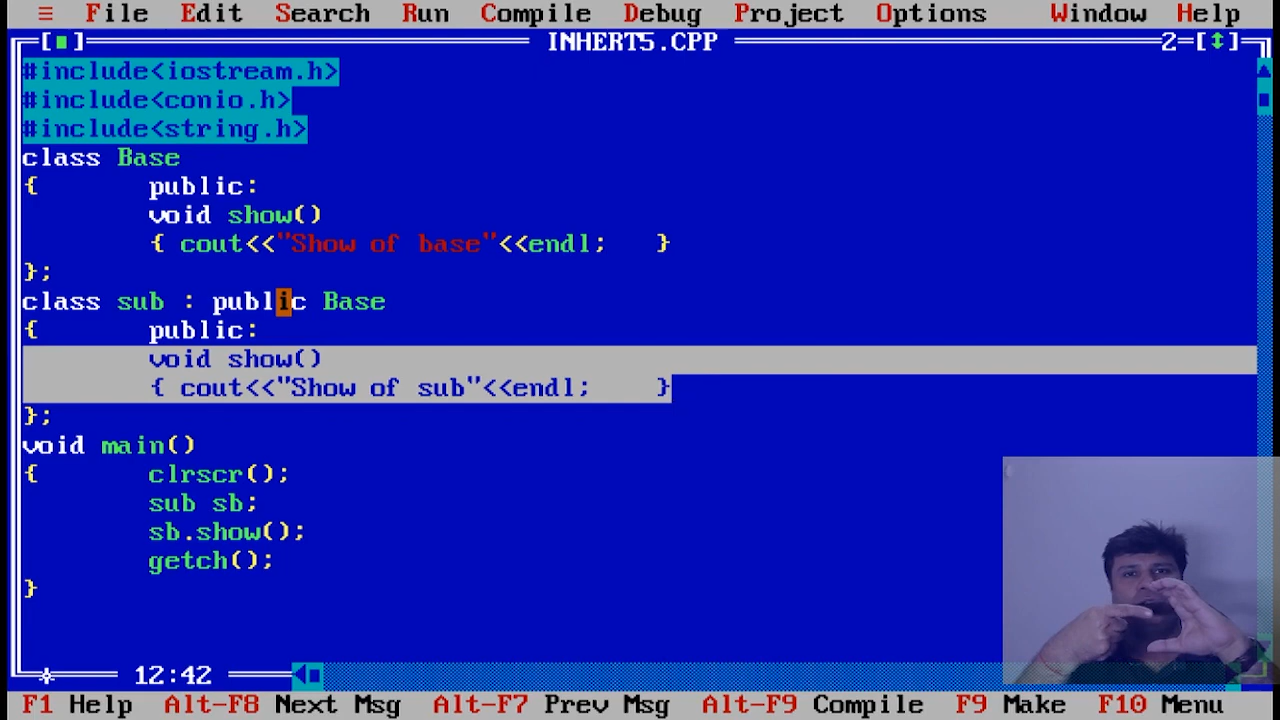 ≡ File Edit Search Run Compile Debug Project Options Window Help
[■] INHERT5.CPP 2=[↕]
#include<iostream.h>
#include<conio.h>
#include<string.h>
class Base
{ public:
void show()
{ cout<<"Show of base"<<endl; }
};
class sub : public Base
{ public:
void show()
{ cout<<"Show of sub"<<endl; }
};
void main()
{ clrscr();
sub sb;
sb.show();
getch();
}
12:42
F1 Help Alt-F8 Next Msg Alt-F7 Prev Msg Alt-F9 Compile F9 Make F10 Menu